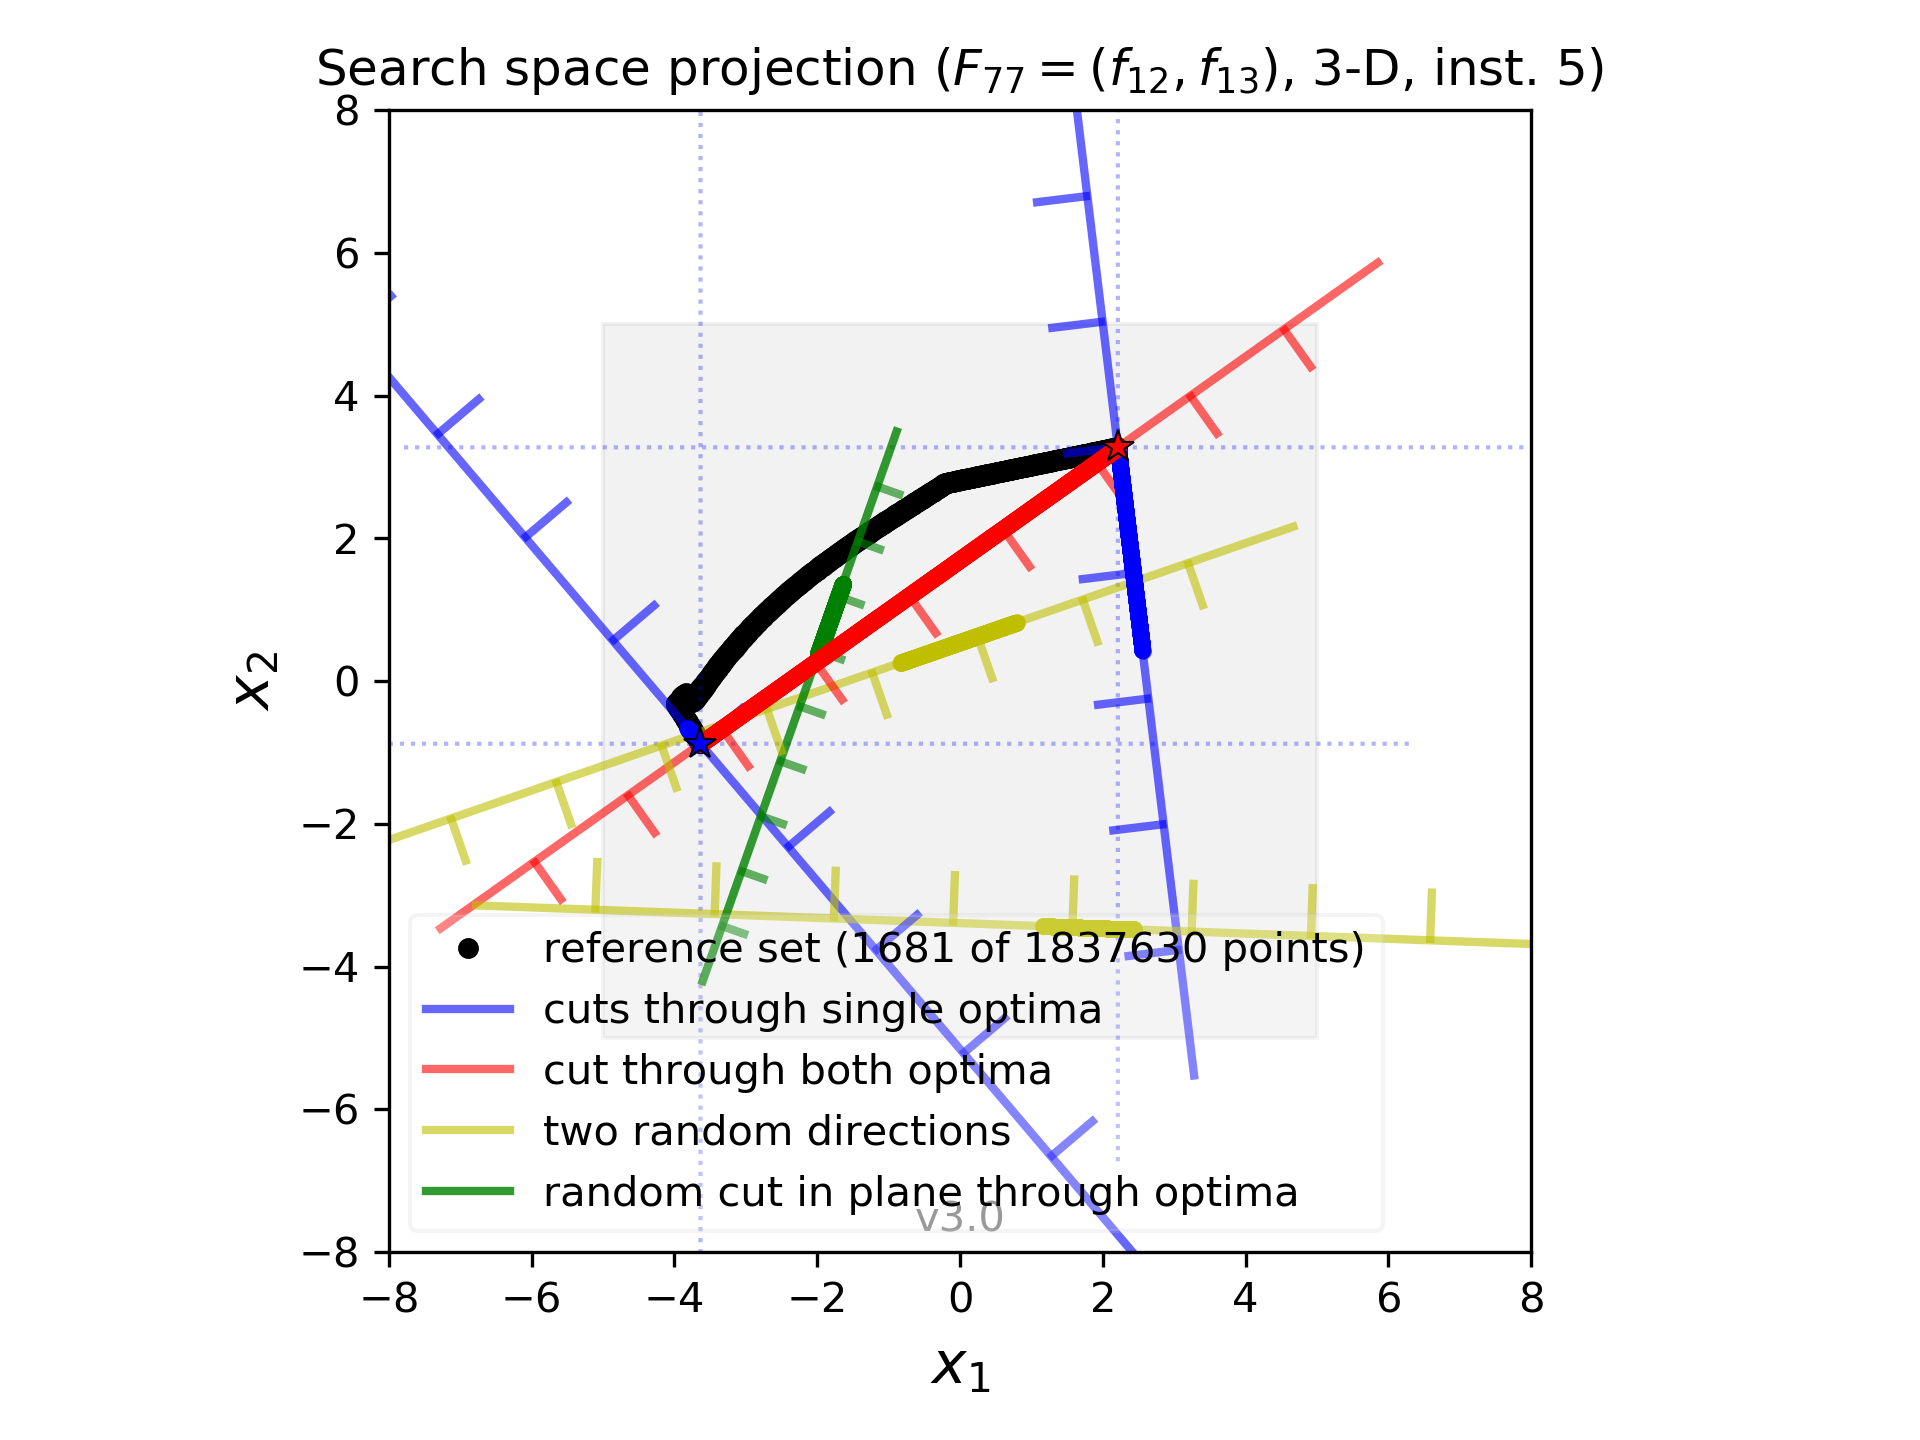 Search space projection (F77 = (f12, f13), 3-D, inst. 5)
8
6
4
2
0
−2
−4
−6
−8
x2
reference set (1681 of 1837630 points)
cuts through single optima
cut through both optima
two random directions
random cut in plane through optima
v3.0
−8 −6 −4 −2 0 2 4 6 8
x1